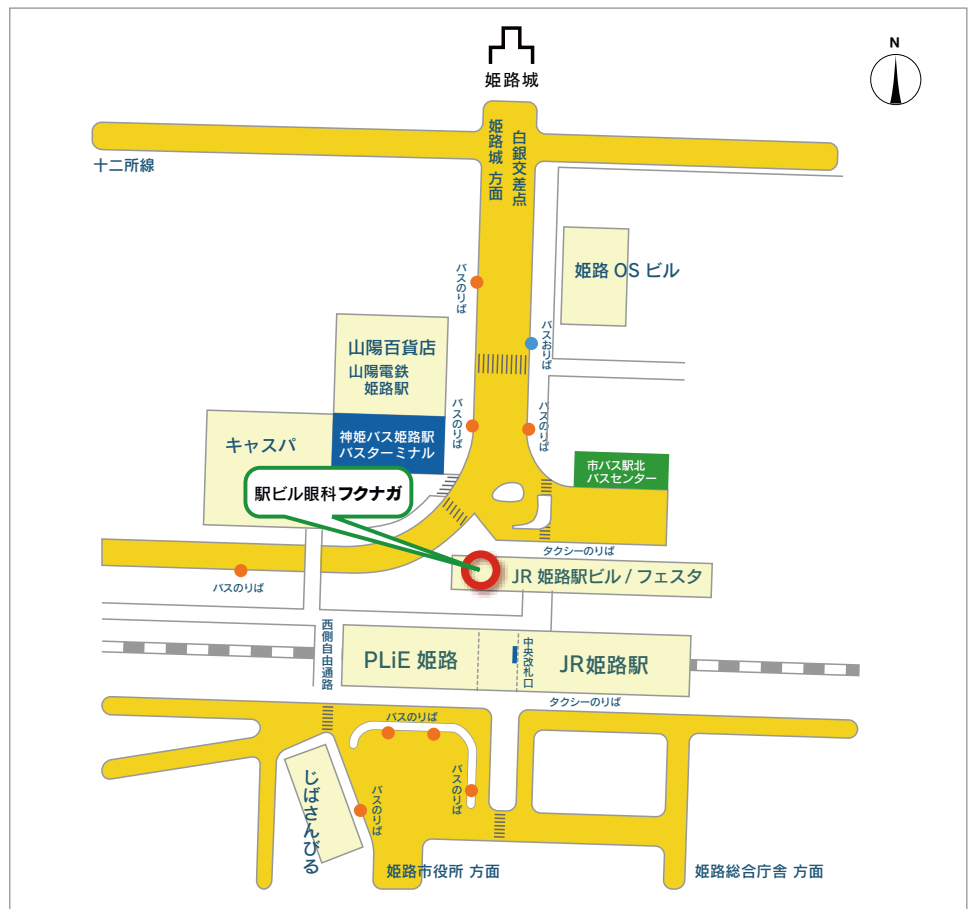 N
姫路城
姫路城 方面
白銀交差点
十二所線
姫路 OS ビル
バスのりば
バスおりば
山陽百貨店
山陽電鉄
姫路駅
バスのりば
バスのりば
キャスパ
神姫バス姫路駅
バスターミナル
市バス駅北
バスセンター
駅ビル眼科フクナガ
タクシーのりば
JR 姫路駅ビル / フェスタ
バスのりば
西側自由通路
PLiE 姫路
中央改札口
JR姫路駅
タクシーのりば
バスのりば
じばさんびる
バスのりば
バスのりば
姫路市役所 方面
姫路総合庁舎 方面